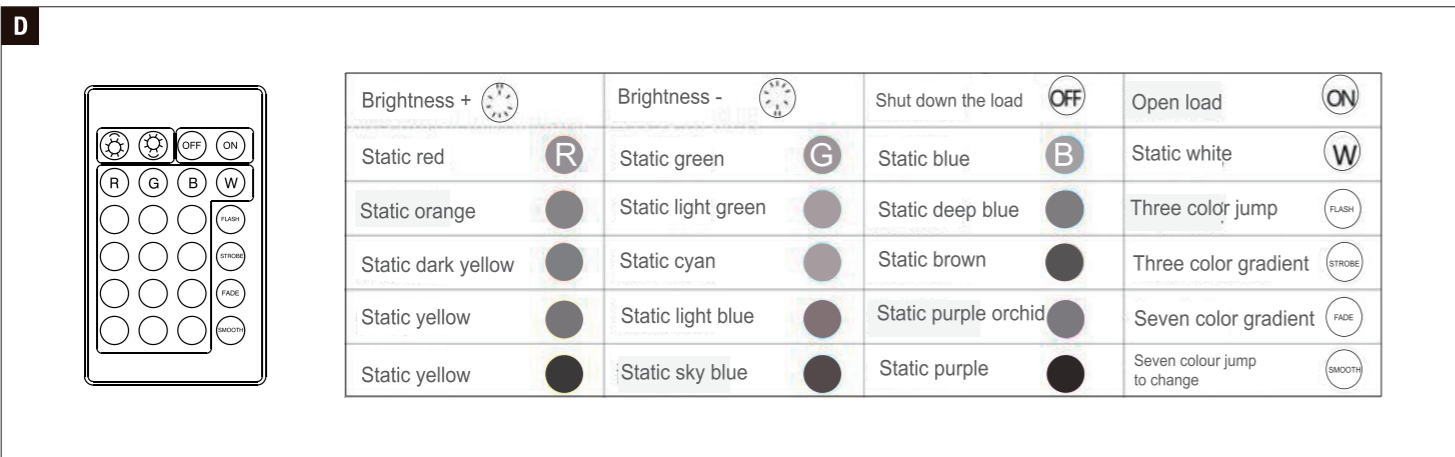 D
OFF ON
R G B W
FLASH
STROBE
FADE
SMOOTH
Brightness + Brightness - Shut down the load OFF Open load ON
Static red R Static green G Static blue B Static white W
Static orange Static light green Static deep blue Three color jump FLASH
Static dark yellow Static cyan Static brown Three color gradient STROBE
Static yellow Static light blue Static purple orchid Seven color gradient FADE
Static yellow Static sky blue Static purple Seven colour jump
to change SMOOTH